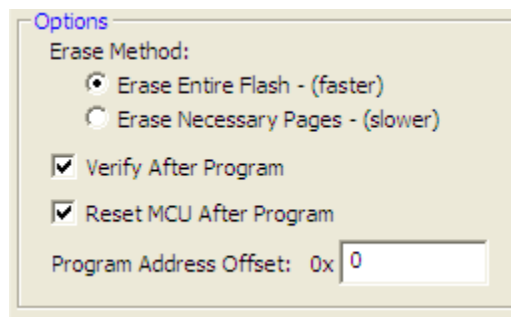 Options
Erase Method:
Erase Entire Flash - (faster)
Erase Necessary Pages - (slower)
Verify After Program
Reset MCU After Program
Program Address Offset: 0x 0